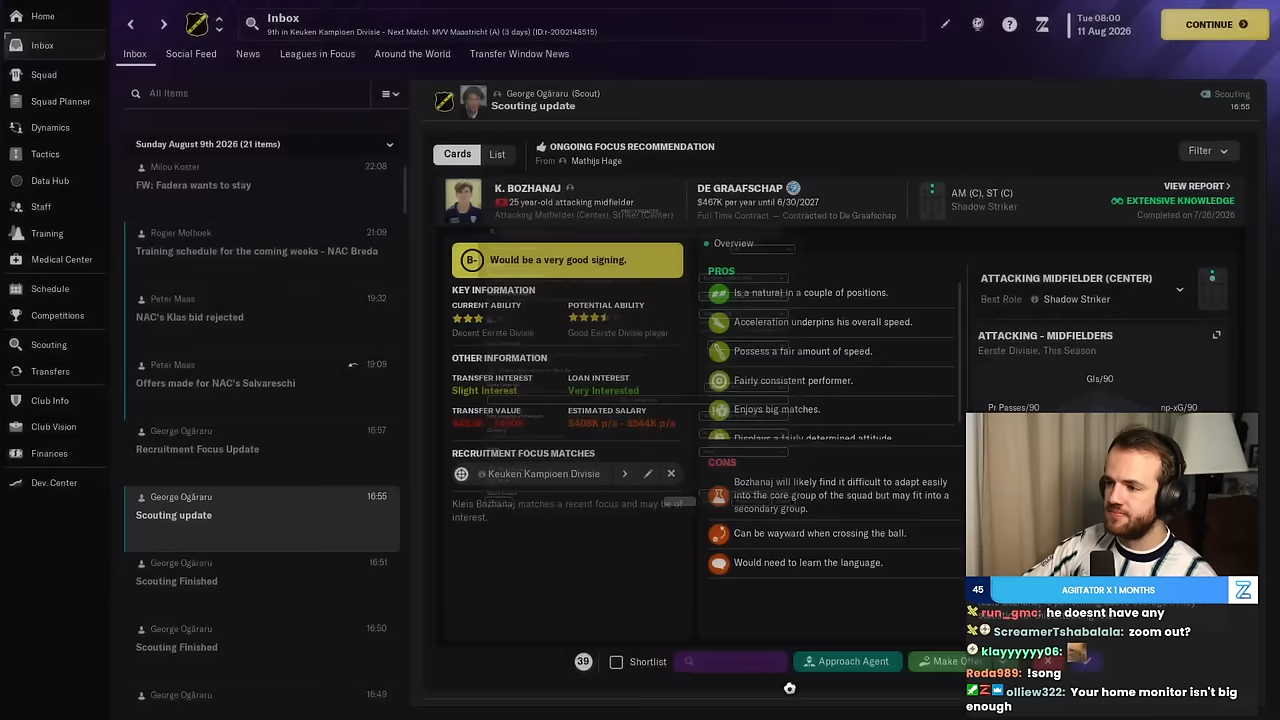 Home
Inbox
Squad
Squad Planner
Dynamics
Tactics
Data Hub
Staff
Training
Medical Center
Schedule
Competitions
Scouting
Transfers
Club Info
Club Vision
Finances
Dev. Center
Inbox
9th in Keuken Kampioen Divisie - Next Match: MVV Maastricht (A) (3 days) (ID:r-2002148515)
Tue 08:00
11 Aug 2026
CONTINUE
Inbox
Social Feed
News
Leagues in Focus
Around the World
Transfer Window News
All Items
Sunday August 9th 2026 (21 items)
Milou Koster
22:08
FW: Fadera wants to stay
Rogier Molhoek
21:09
Training schedule for the coming weeks - NAC Breda
Peter Maas
19:32
NAC's Klas bid rejected
Peter Maas
19:09
Offers made for NAC's Salvareschi
George Ogăraru
16:57
Recruitment Focus Update
George Ogăraru
16:55
Scouting update
George Ogăraru
16:51
Scouting Finished
George Ogăraru
16:50
Scouting Finished
George Ogăraru
16:49
George Ogăraru (Scout)
Scouting update
Scouting
16:55
Cards
List
ONGOING FOCUS RECOMMENDATION
From Mathijs Hage
Filter
K. BOZHANAJ
25 year-old attacking midfielder
Attacking Midfielder (Center), Striker (Center)
DE GRAAFSCHAP
$467K per year until 6/30/2027
Full Time Contract - Contracted to De Graafschap
AM (C), ST (C)
Shadow Striker
VIEW REPORT
EXTENSIVE KNOWLEDGE
Completed on 7/26/2026
B-
Would be a very good signing.
KEY INFORMATION
CURRENT ABILITY
POTENTIAL ABILITY
Decent Eerste Divisie
Good Eerste Divisie player
OTHER INFORMATION
TRANSFER INTEREST
LOAN INTEREST
Slight Interest
Very Interested
TRANSFER VALUE
ESTIMATED SALARY
$408K p/a - $544K p/a
RECRUITMENT FOCUS MATCHES
Keuken Kampioen Divisie
Kleis Bozhanaj matches a recent focus and may be of
interest.
Overview
PROS
Is a natural in a couple of positions.
Acceleration underpins his overall speed.
Possess a fair amount of speed.
Fairly consistent performer.
Enjoys big matches.
Displays a fairly determined attitude
CONS
Bozhanaj will likely find it difficult to adapt easily
into the core group of the squad but may fit into a
secondary group.
Can be wayward when crossing the ball.
Would need to learn the language.
ATTACKING MIDFIELDER (CENTER)
Best Role
Shadow Striker
ATTACKING - MIDFIELDERS
Eerste Divisie, This Season
Gls/90
Pr Passes/90
np-xG/90
39
Shortlist
Approach Agent
Make Offer
45
AGIITAT0R X 1 MONTHS
run_gmc: he doesnt have any
ScreamerTshabalala: zoom out?
klayyyyyy06:
Reda989: !song
olliew322: Your home monitor isn't big
enough